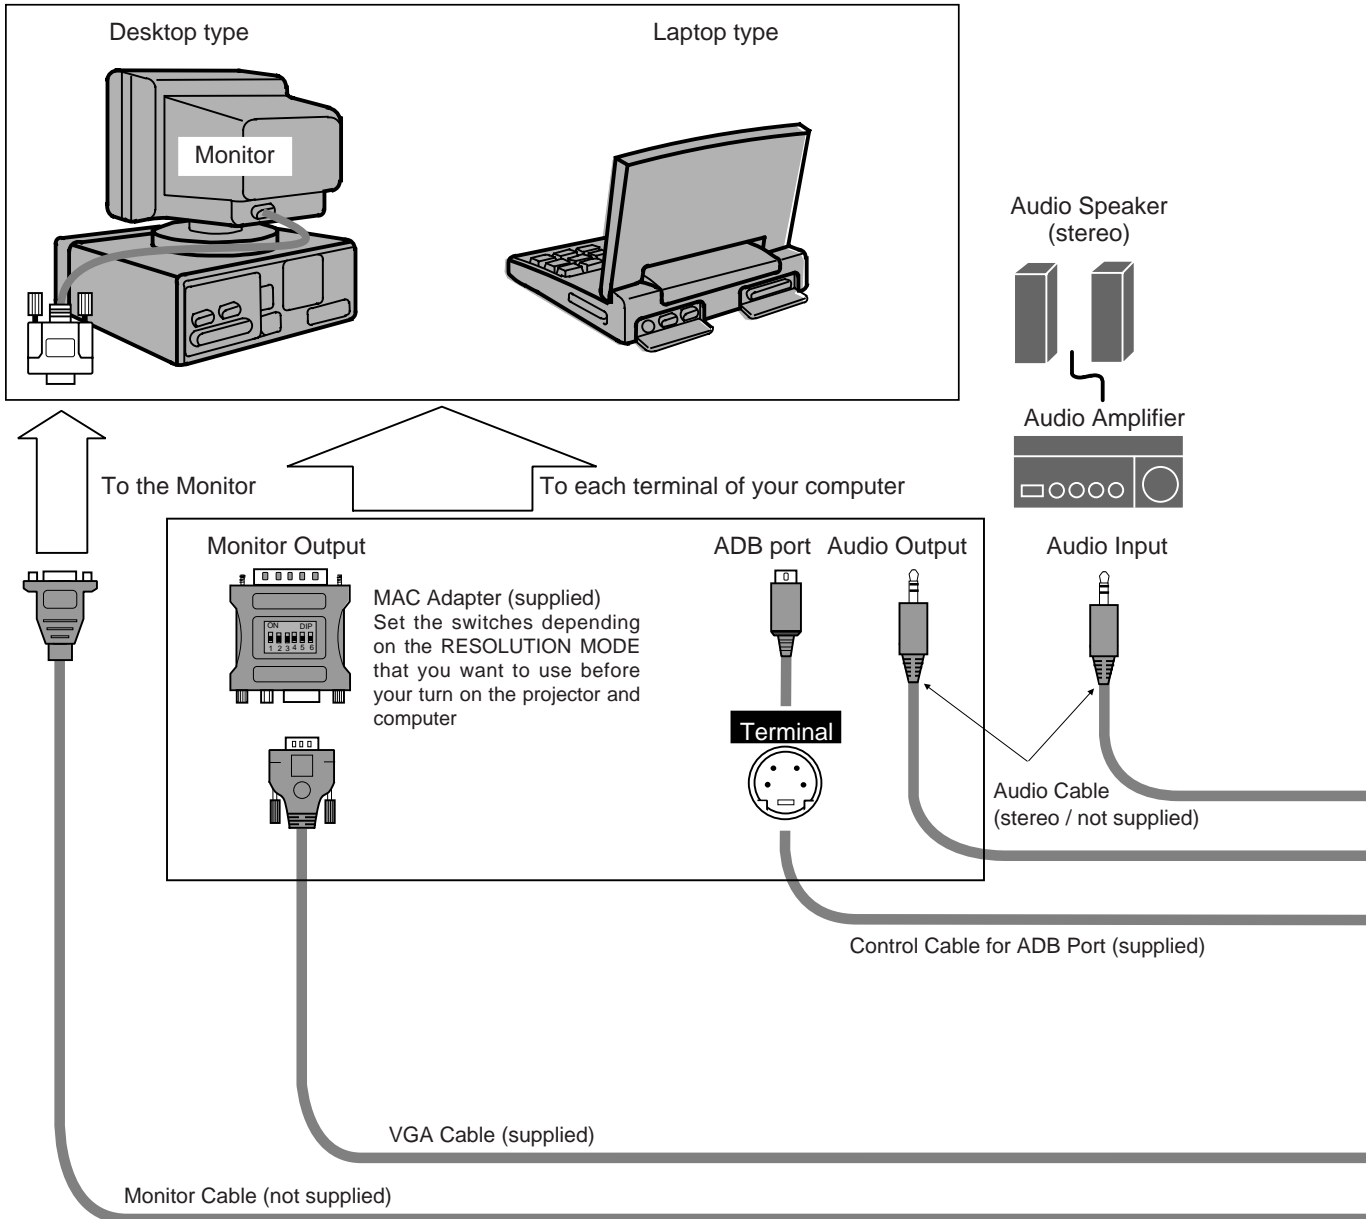 Desktop type
Laptop type
Monitor
Audio Speaker
(stereo)
Audio Amplifier
To the Monitor
To each terminal of your computer
Monitor Output
ADB port
Audio Output
Audio Input
MAC Adapter (supplied)
Set the switches depending
on the RESOLUTION MODE
that you want to use before
your turn on the projector and
computer
ON DIP
1 2 3 4 5 6
Terminal
Audio Cable
(stereo / not supplied)
Control Cable for ADB Port (supplied)
VGA Cable (supplied)
Monitor Cable (not supplied)